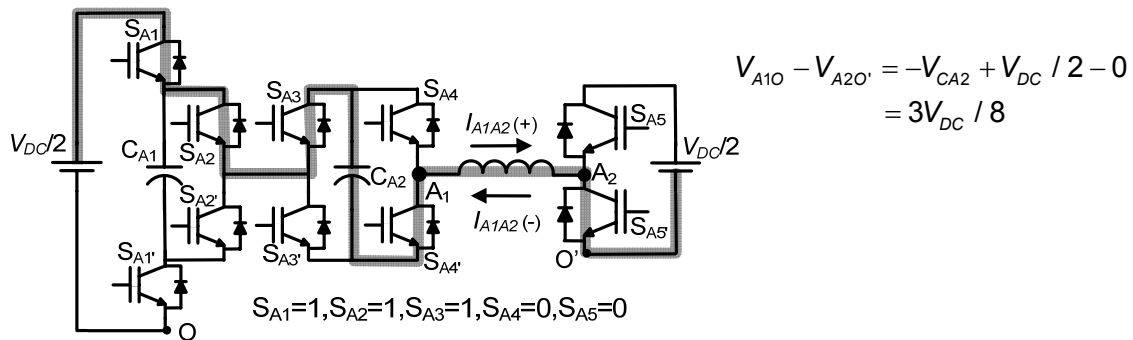 S_A1
V_DC/2
C_A1
S_A2
S_A2'
S_A1'
O
S_A3
S_A3'
C_A2
S_A4
A_1
S_A4'
I_A1A2 (+)
I_A1A2 (-)
A_2
S_A5
S_A5'
V_DC/2
O'
S_A1=1,S_A2=1,S_A3=1,S_A4=0,S_A5=0
V_A1O − V_A2O' = −V_CA2 + V_DC / 2 − 0
= 3V_DC / 8